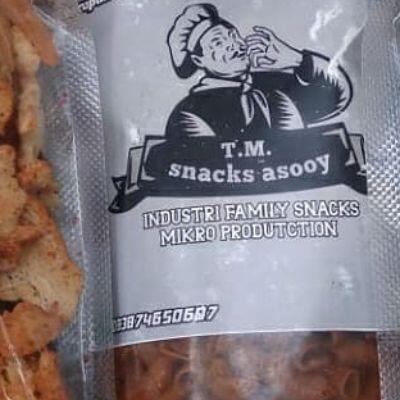 T.M.
snacks asooy
INDUSTRI FAMILY SNACKS
MIKRO PRODUTCTION